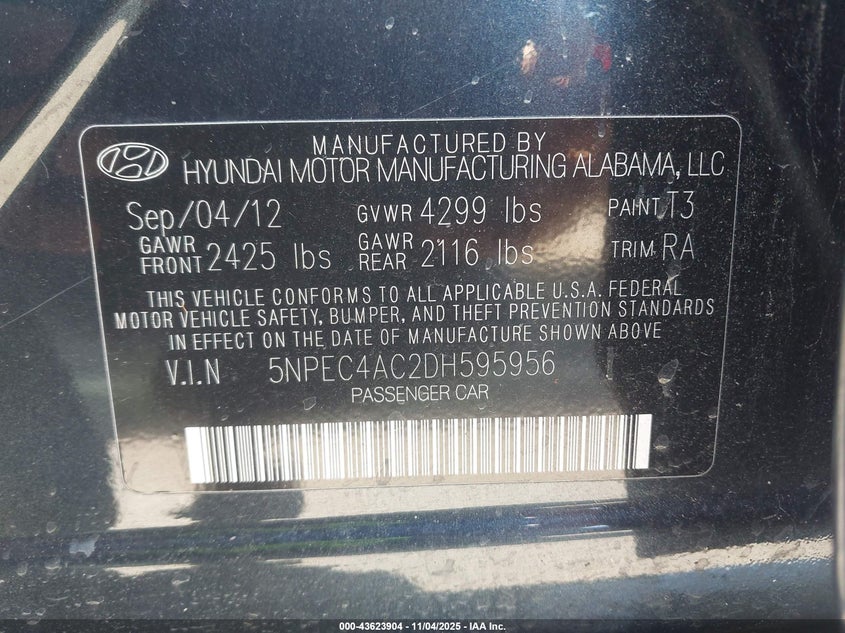 MANUFACTURED BY
HYUNDAI MOTOR MANUFACTURING ALABAMA, LLC
Sep/04/12 GVWR 4299 lbs PAINT T3
GAWR FRONT 2425 lbs GAWR REAR 2116 lbs TRIM RA
THIS VEHICLE CONFORMS TO ALL APPLICABLE U.S.A. FEDERAL
MOTOR VEHICLE SAFETY, BUMPER, AND THEFT PREVENTION STANDARDS
IN EFFECT ON THE DATE OF MANUFACTURE SHOWN ABOVE
V.I.N 5NPEC4AC2DH595956 1
PASSENGER CAR
000-43623904 - 11/04/2025 - IAA Inc.